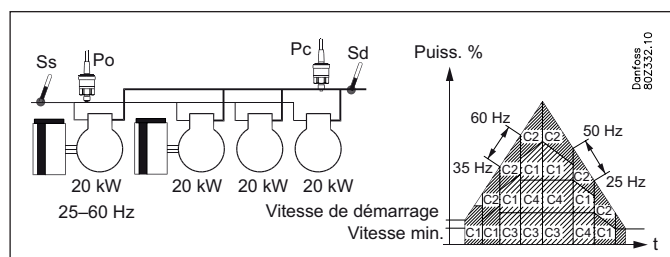 Ss
Po
Pc
Sd
20 kW
20 kW
20 kW
20 kW
25–60 Hz
Puiss. %
Danfoss
80Z332.10
60 Hz
50 Hz
35 Hz
25 Hz
C2 C2
C2 C1 C1 C2
C2 C1 C4 C4 C1 C2
C1 C1 C3 C3 C3 C4 C1
Vitesse de démarrage
Vitesse min.
t